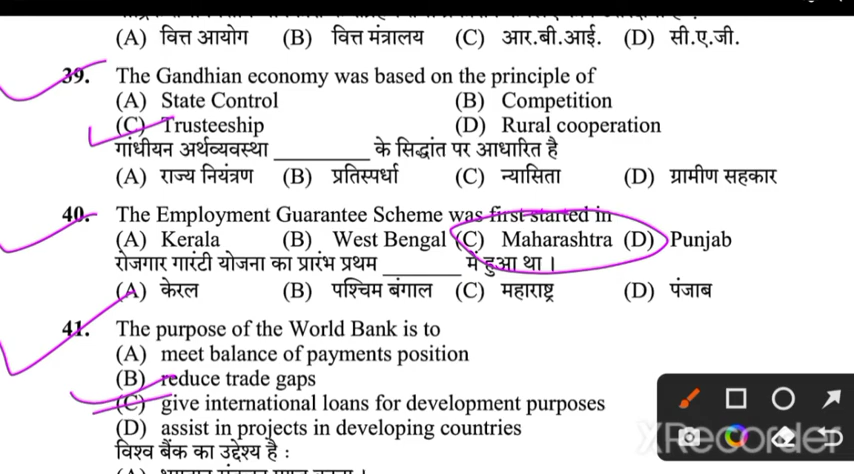 (A) वित्त आयोग (B) वित्त मंत्रालय (C) आर.बी.आई. (D) सी.ए.जी.
39. The Gandhian economy was based on the principle of
(A) State Control (B) Competition
(C) Trusteeship (D) Rural cooperation
गांधीयन अर्थव्यवस्था ________ के सिद्धांत पर आधारित है
(A) राज्य नियंत्रण (B) प्रतिस्पर्धा (C) न्यासिता (D) ग्रामीण सहकार
40. The Employment Guarantee Scheme was first started in
(A) Kerala (B) West Bengal (C) Maharashtra (D) Punjab
रोजगार गारंटी योजना का प्रारंभ प्रथम ________ में हुआ था ।
(A) केरल (B) पश्चिम बंगाल (C) महाराष्ट्र (D) पंजाब
41. The purpose of the World Bank is to
(A) meet balance of payments position
(B) reduce trade gaps
(C) give international loans for development purposes
(D) assist in projects in developing countries
विश्व बैंक का उद्देश्य है :
XRecorder